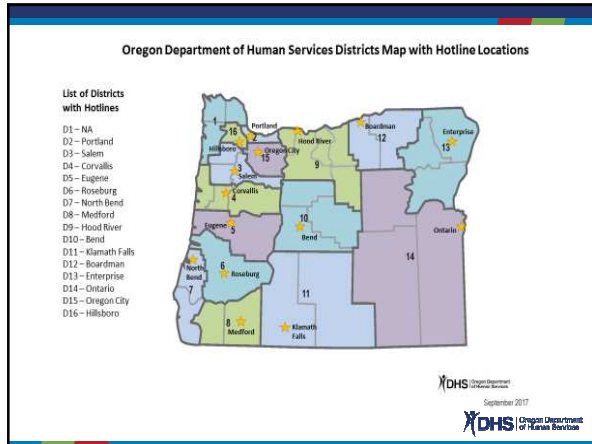 Oregon Department of Human Services Districts Map with Hotline Locations
List of Districts
with Hotlines
D1 – NA
D2 – Portland
D3 – Salem
D4 – Corvallis
D5 – Eugene
D6 – Roseburg
D7 – North Bend
D8 – Medford
D9 – Hood River
D10 – Bend
D11 – Klamath Falls
D12 – Boardman
D13 – Enterprise
D14 – Ontario
D15 – Oregon City
D16 – Hillsboro
1
16
Portland
2
Hillsboro
15
Oregon City
Hood River
9
Boardman
12
Enterprise
13
3
Salem
Corvallis
4
Eugene
5
10
Bend
Ontario
14
North
Bend
7
6
Roseburg
11
8
Medford
Klamath
Falls
DHS
Oregon Department
of Human Services
September 2017
DHS
Oregon Department
of Human Services